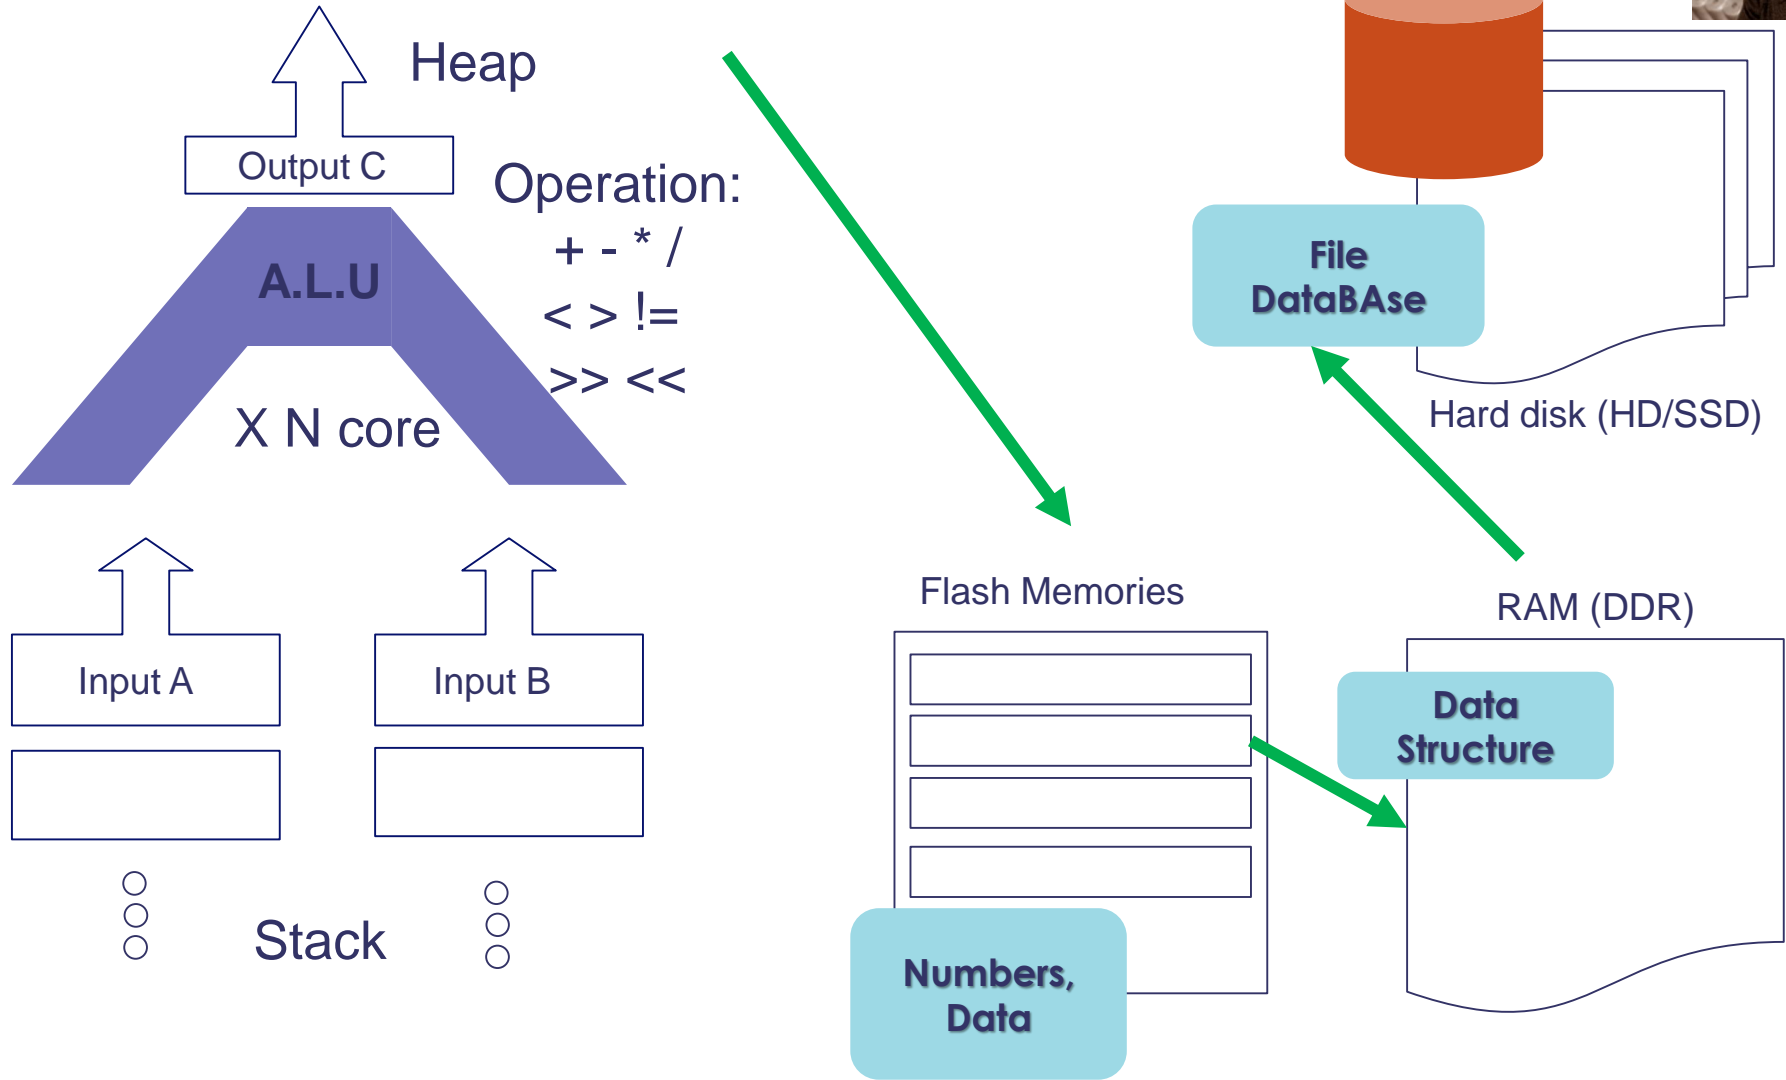 Heap
Output C
Operation:
+ - * /
< > !=
>> <<
A.L.U
X N core
Input A
Input B
Stack
Flash Memories
Numbers,
Data
RAM (DDR)
Data
Structure
File
DataBAse
Hard disk (HD/SSD)